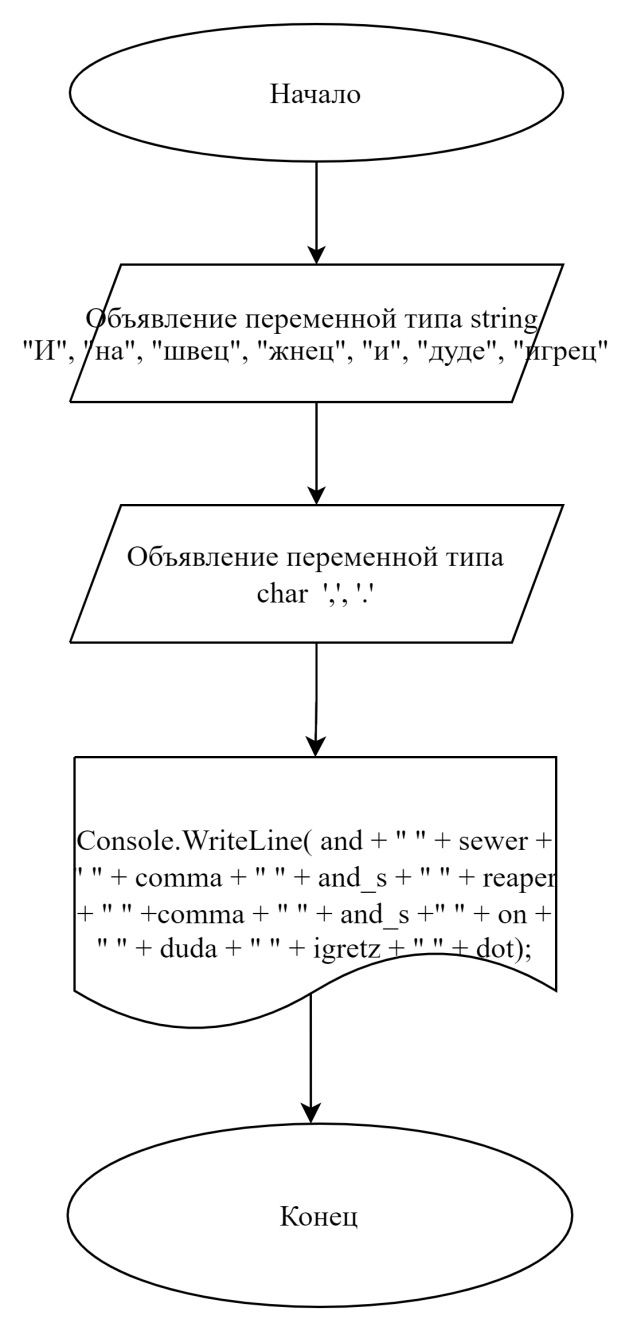 Начало
Объявление переменной типа string
"И", "на", "швец", "жнец", "и", "дуде", "игрец"
Объявление переменной типа
char ',', '.'
Console.WriteLine( and + " " + sewer +
" " + comma + " " + and_s + " " + reaper
+ " " +comma + " " + and_s +" " + on +
" " + duda + " " + igretz + " " + dot);
Конец